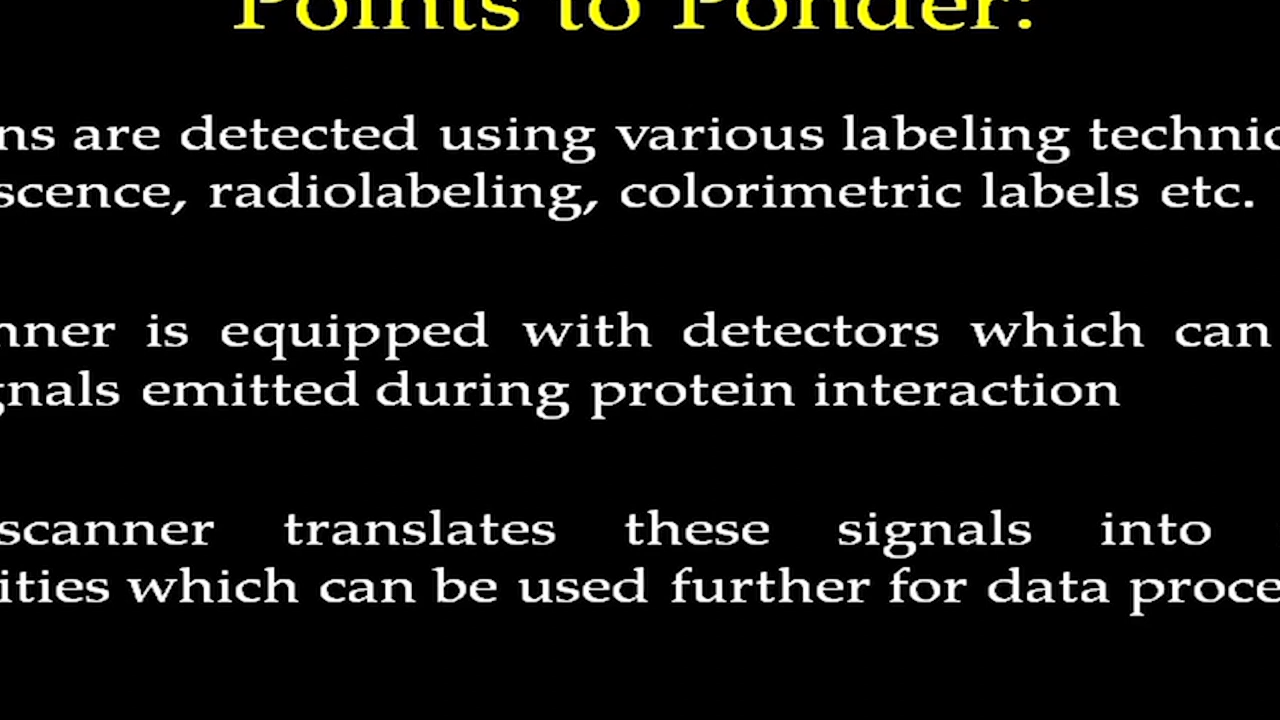 Points to Ponder:
ns are detected using various labeling technic
scence, radiolabeling, colorimetric labels etc.
nner is equipped with detectors which can
gnals emitted during protein interaction
scanner translates these signals into
ities which can be used further for data proce